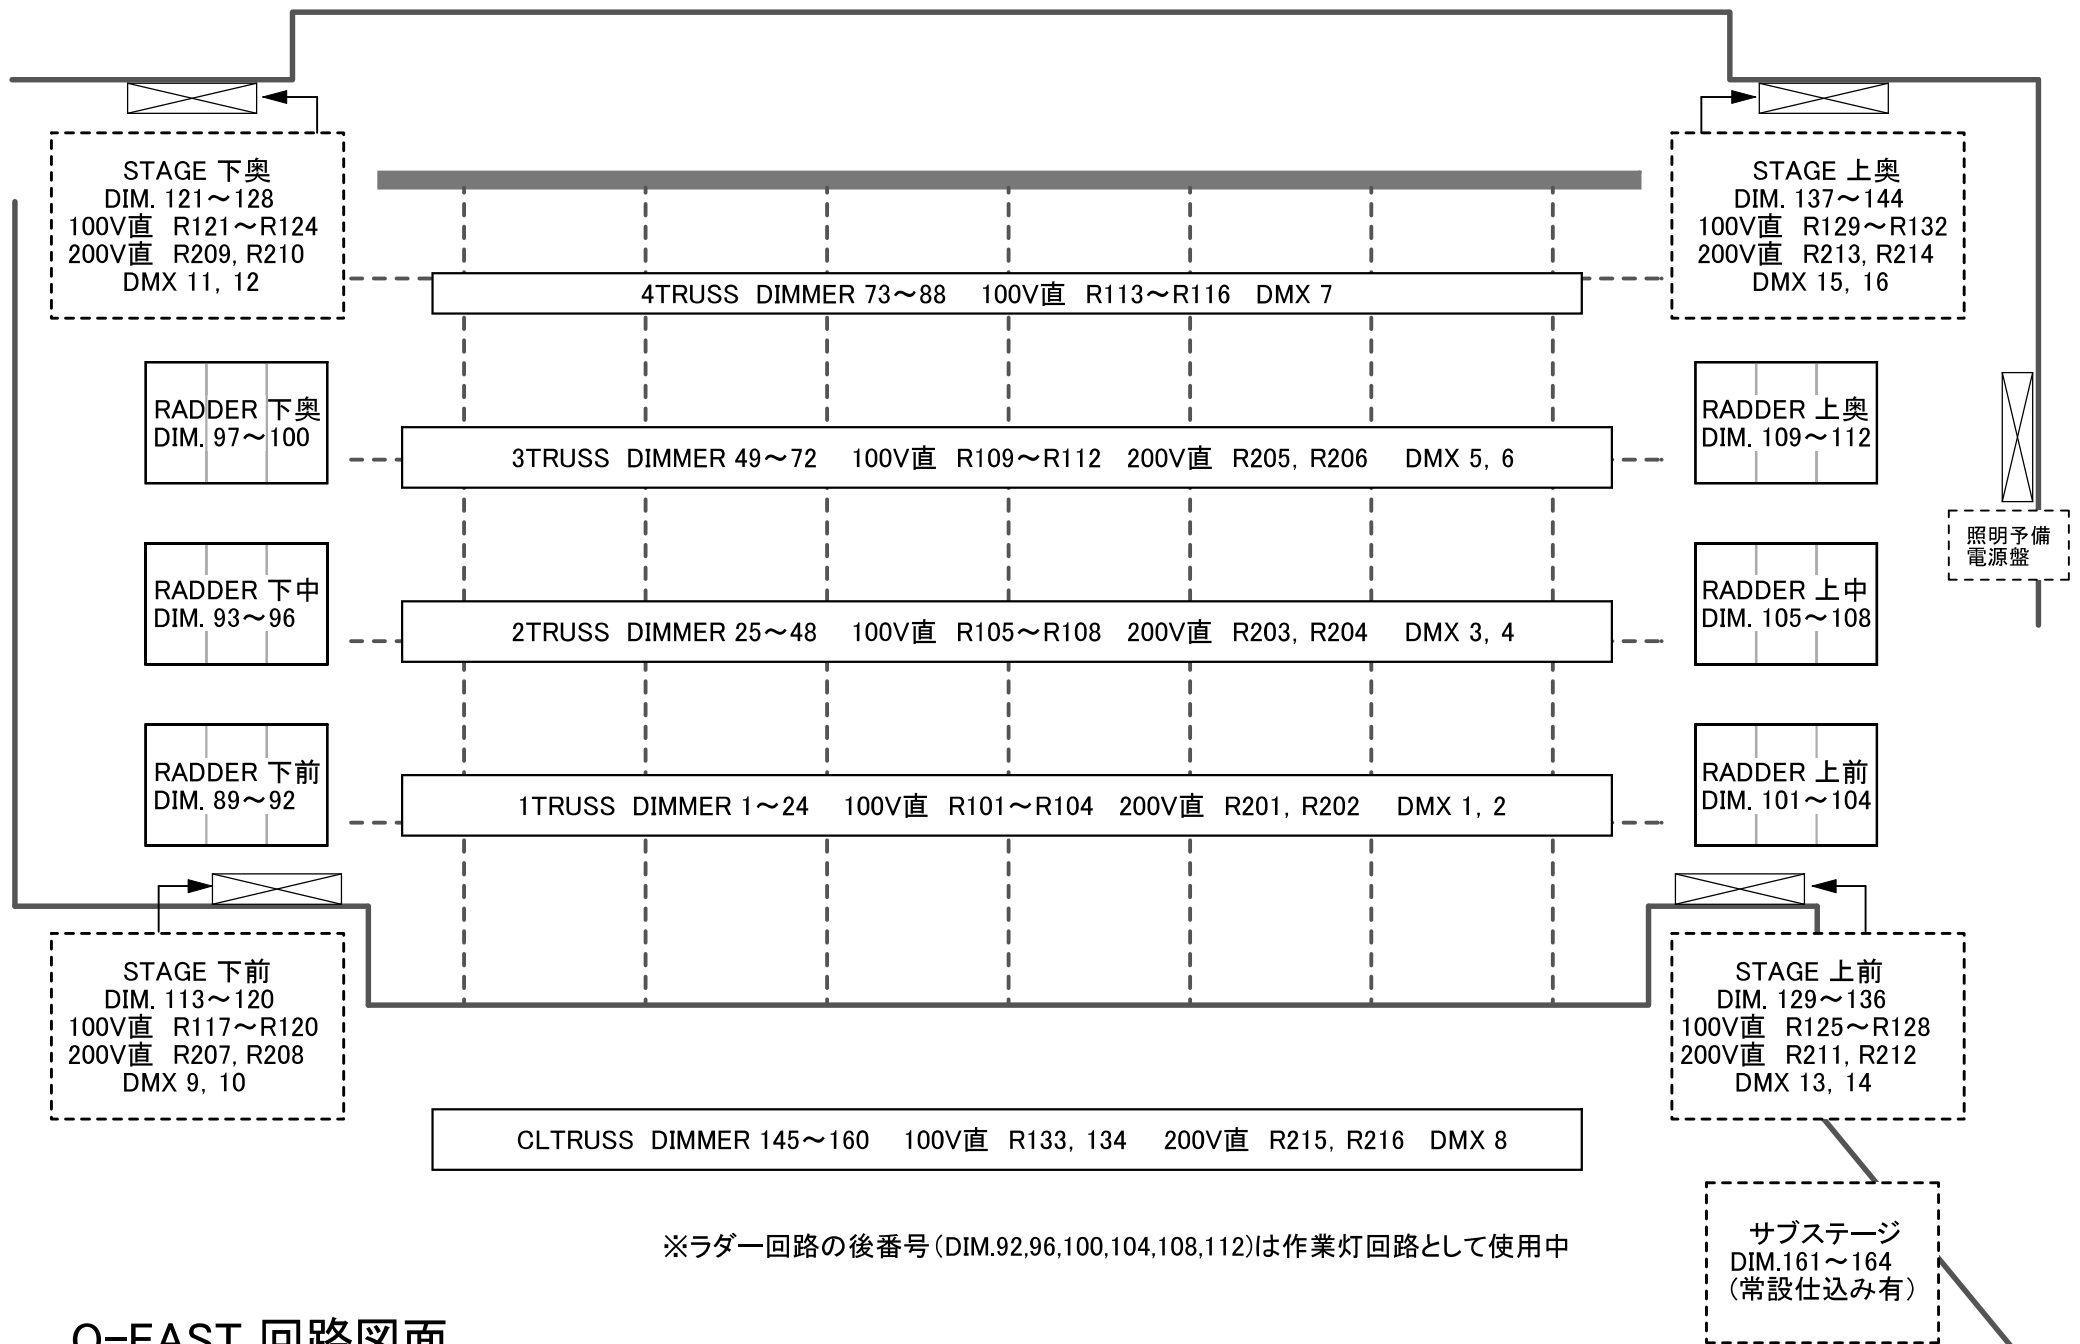 STAGE 下奥
DIM. 121～128
100V直 R121～R124
200V直 R209, R210
DMX 11, 12
STAGE 上奥
DIM. 137～144
100V直 R129～R132
200V直 R213, R214
DMX 15, 16
4TRUSS DIMMER 73～88 100V直 R113～R116 DMX 7
RADDER 下奥
DIM. 97～100
3TRUSS DIMMER 49～72 100V直 R109～R112 200V直 R205, R206 DMX 5, 6
RADDER 上奥
DIM. 109～112
照明予備
電源盤
RADDER 下中
DIM. 93～96
2TRUSS DIMMER 25～48 100V直 R105～R108 200V直 R203, R204 DMX 3, 4
RADDER 上中
DIM. 105～108
RADDER 下前
DIM. 89～92
1TRUSS DIMMER 1～24 100V直 R101～R104 200V直 R201, R202 DMX 1, 2
RADDER 上前
DIM. 101～104
STAGE 下前
DIM. 113～120
100V直 R117～R120
200V直 R207, R208
DMX 9, 10
STAGE 上前
DIM. 129～136
100V直 R125～R128
200V直 R211, R212
DMX 13, 14
CLTRUSS DIMMER 145～160 100V直 R133, 134 200V直 R215, R216 DMX 8
※ラダー回路の後番号(DIM.92,96,100,104,108,112)は作業灯回路として使用中
サブステージ
DIM.161～164
(常設仕込み有)
O-EAST 回路図面